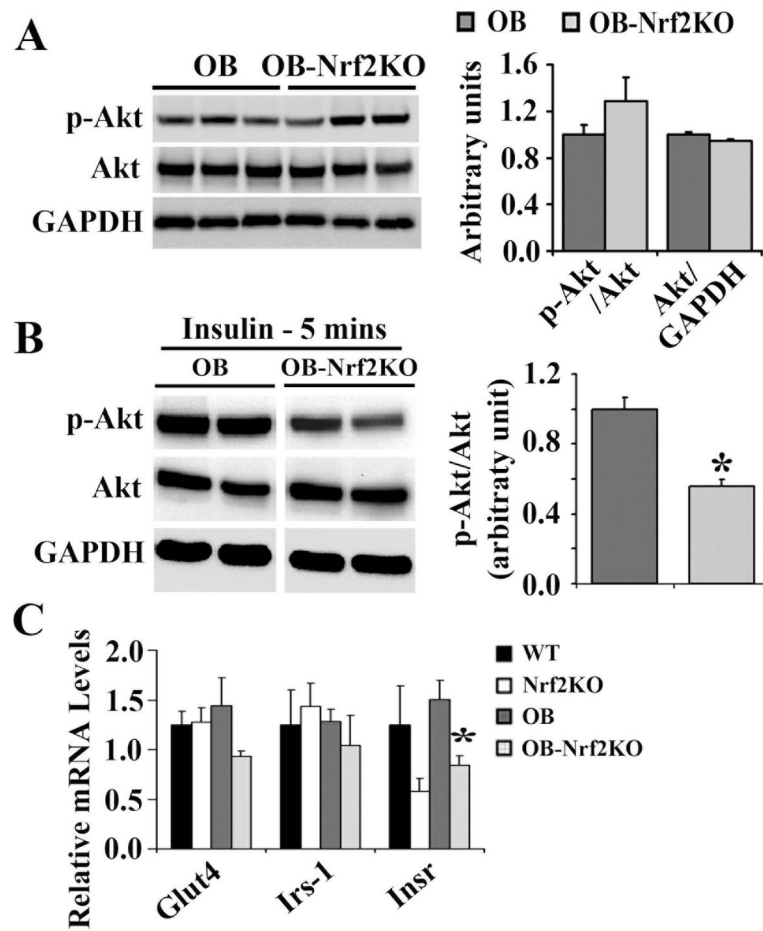 A
OB OB-Nrf2KO
p-Akt
Akt
GAPDH
OB OB-Nrf2KO
Arbitrary units
1.6
1.2
0.8
0.4
0.0
p-Akt
/Akt
Akt/
GAPDH
B
Insulin - 5 mins
OB OB-Nrf2KO
p-Akt
Akt
GAPDH
p-Akt/Akt
(arbitraty unit)
1.2
0.8
0.4
0.0
*
C
Relative mRNA Levels
2.0
1.5
1.0
0.5
0.0
*
Glut4
Irs-1
Insr
WT
Nrf2KO
OB
OB-Nrf2KO